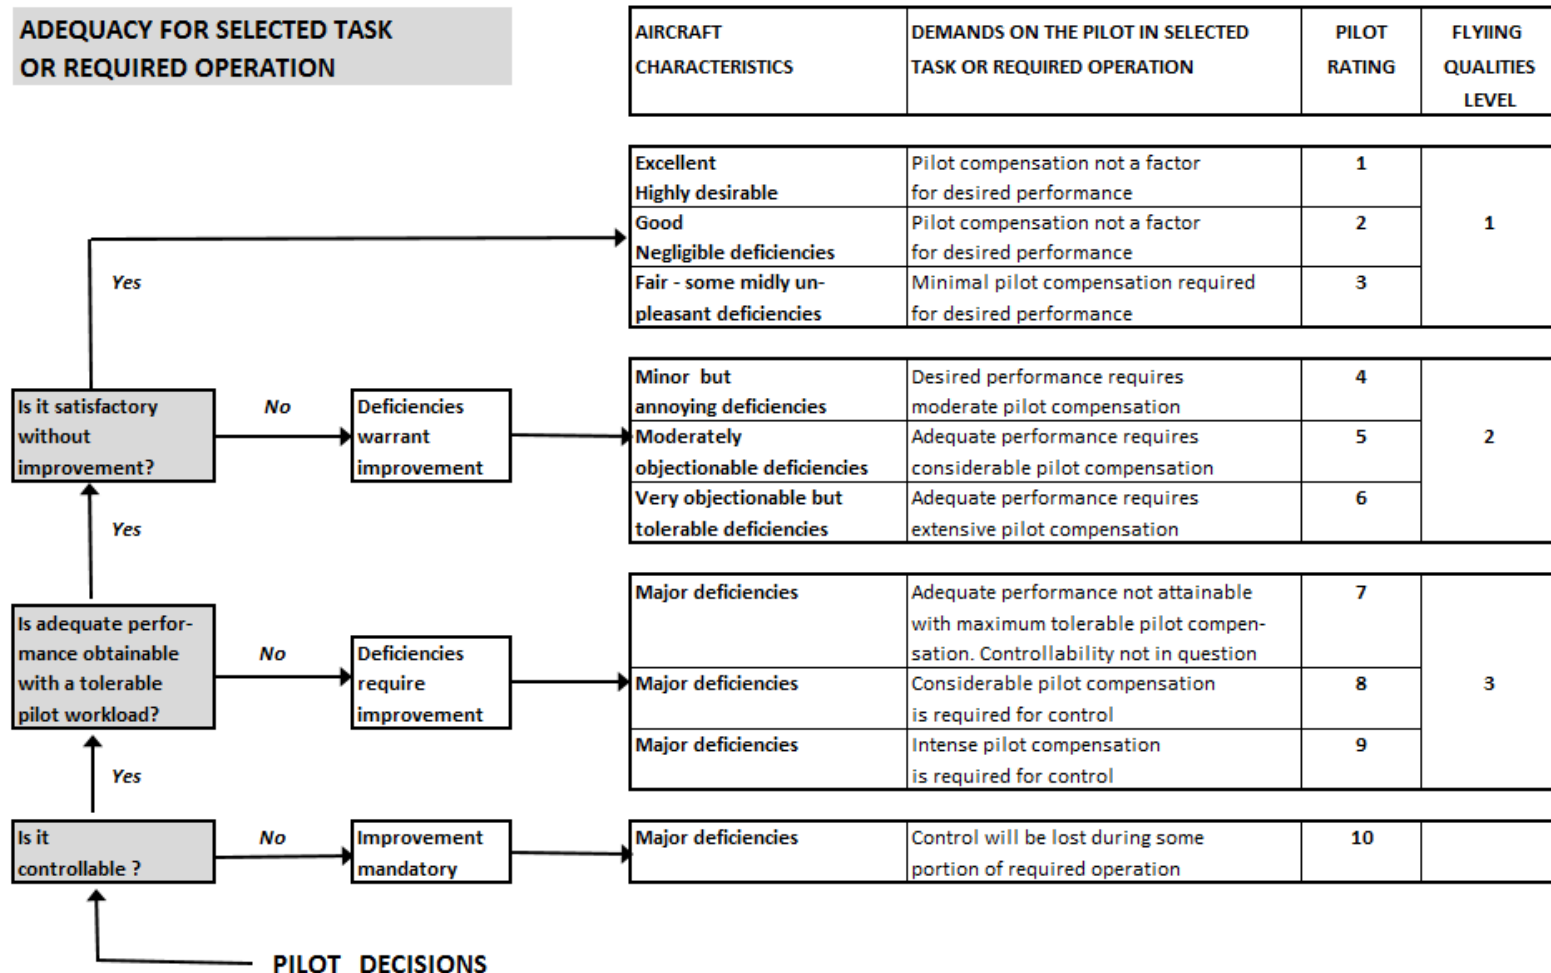 ADEQUACY FOR SELECTED TASK
OR REQUIRED OPERATION
AIRCRAFT
CHARACTERISTICS
DEMANDS ON THE PILOT IN SELECTED
TASK OR REQUIRED OPERATION
PILOT
RATING
FLYIING
QUALITIES
LEVEL
Excellent
Highly desirable
Pilot compensation not a factor
for desired performance
1
Good
Negligible deficiencies
Pilot compensation not a factor
for desired performance
2
1
Fair - some midly un-
pleasant deficiencies
Minimal pilot compensation required
for desired performance
3
Yes
Is it satisfactory
without
improvement?
No
Deficiencies
warrant
improvement
Minor but
annoying deficiencies
Desired performance requires
moderate pilot compensation
4
Moderately
objectionable deficiencies
Adequate performance requires
considerable pilot compensation
5
2
Very objectionable but
tolerable deficiencies
Adequate performance requires
extensive pilot compensation
6
Yes
Is adequate perfor-
mance obtainable
with a tolerable
pilot workload?
No
Deficiencies
require
improvement
Major deficiencies
Adequate performance not attainable
with maximum tolerable pilot compen-
sation. Controllability not in question
7
Major deficiencies
Considerable pilot compensation
is required for control
8
3
Major deficiencies
Intense pilot compensation
is required for control
9
Yes
Is it
controllable ?
No
Improvement
mandatory
Major deficiencies
Control will be lost during some
portion of required operation
10
PILOT DECISIONS